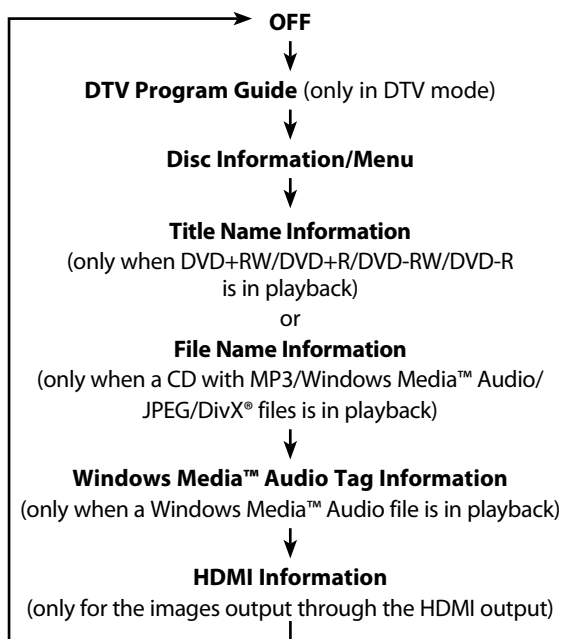 OFF
DTV Program Guide (only in DTV mode)
Disc Information/Menu
Title Name Information
(only when DVD+RW/DVD+R/DVD-RW/DVD-R
is in playback)
or
File Name Information
(only when a CD with MP3/Windows Media™ Audio/
JPEG/DivX® files is in playback)
Windows Media™ Audio Tag Information
(only when a Windows Media™ Audio file is in playback)
HDMI Information
(only for the images output through the HDMI output)